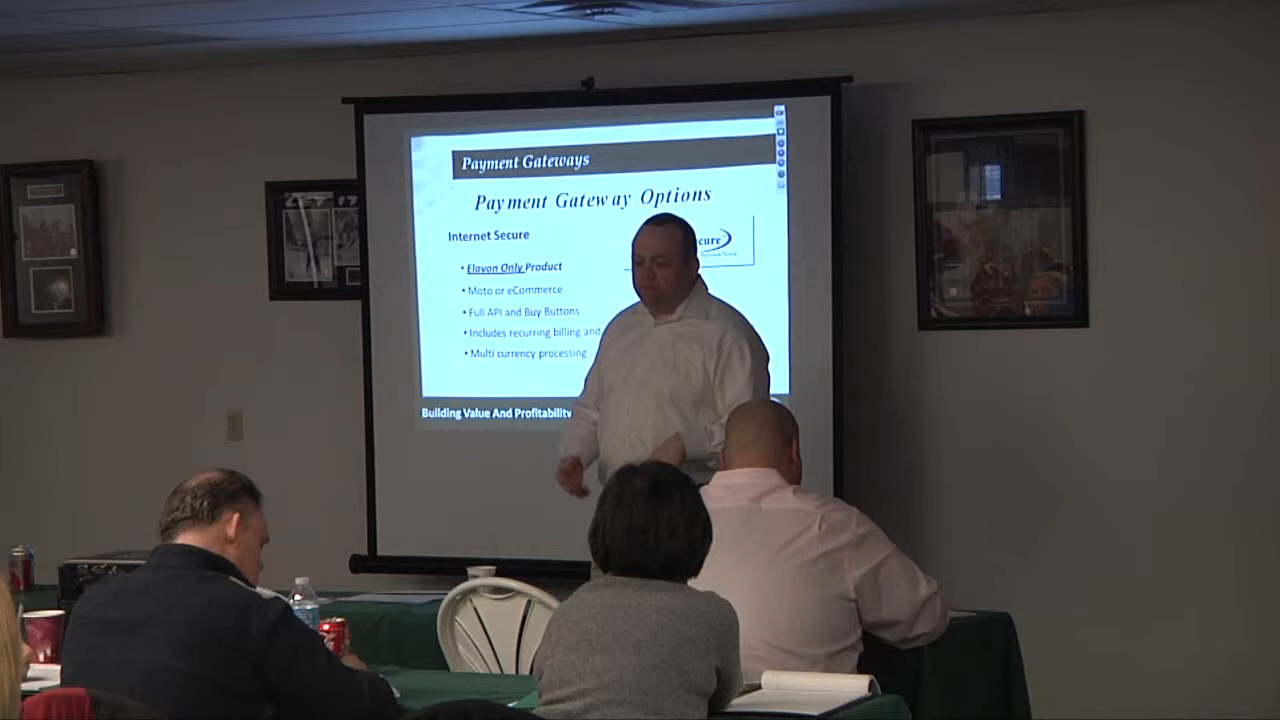 Payment Gateways
Payment Gateway Options
Internet Secure
cure
• Elavon Only Product
• Moto or eCommerce
• Full API and Buy Buttons
• Includes recurring billing and
• Multi currency processing
Building Value And Profitability